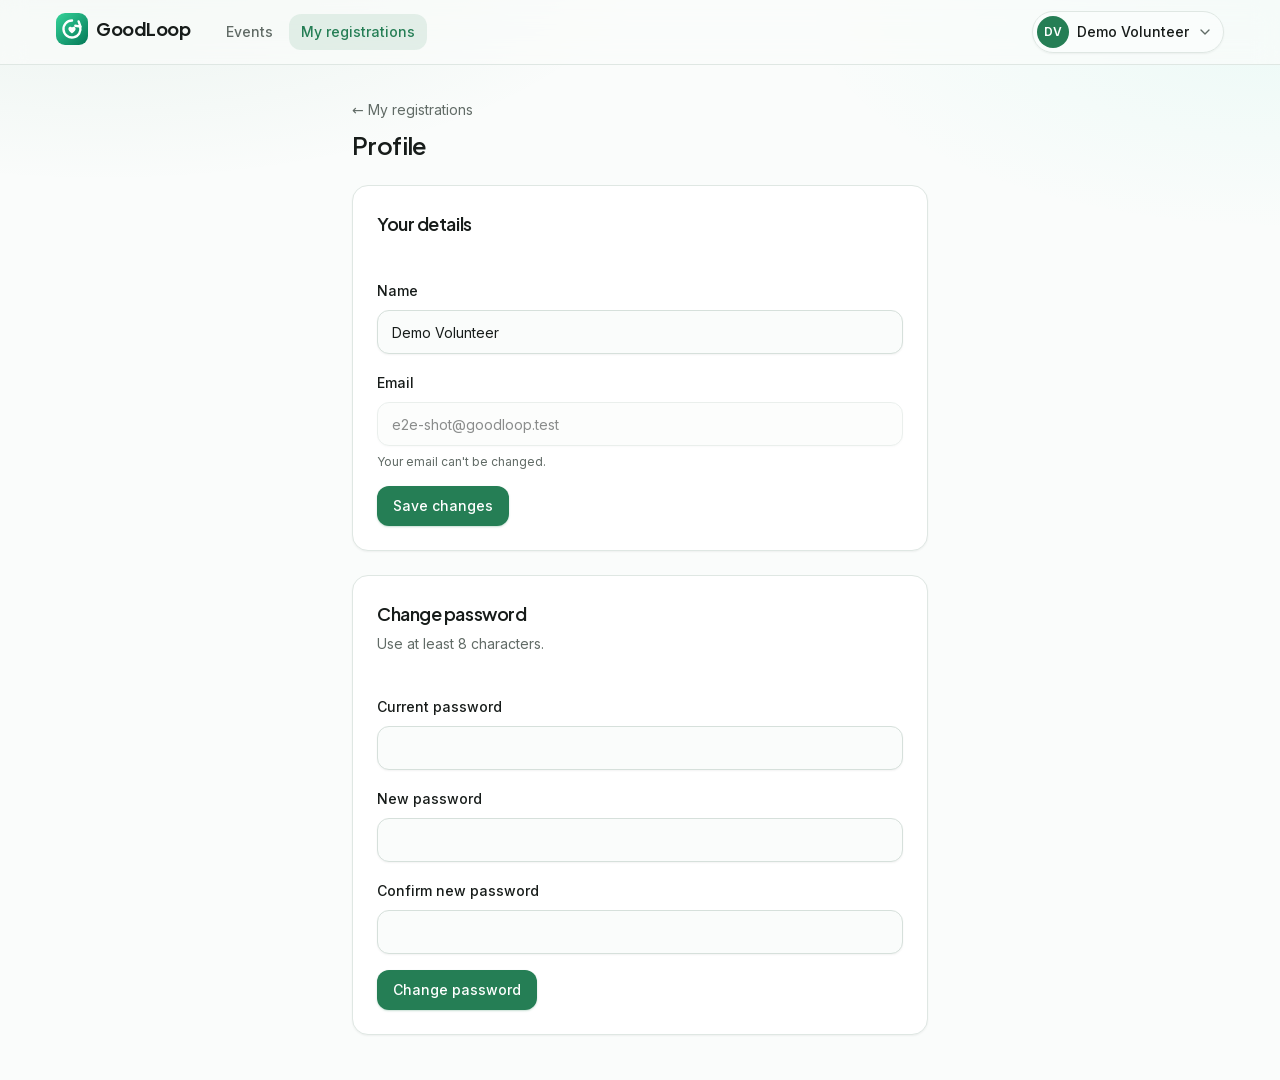 GoodLoop
Events
My registrations
DV
Demo Volunteer
← My registrations
Profile
Your details
Name
Demo Volunteer
Email
e2e-shot@goodloop.test
Your email can't be changed.
Save changes
Change password
Use at least 8 characters.
Current password
New password
Confirm new password
Change password